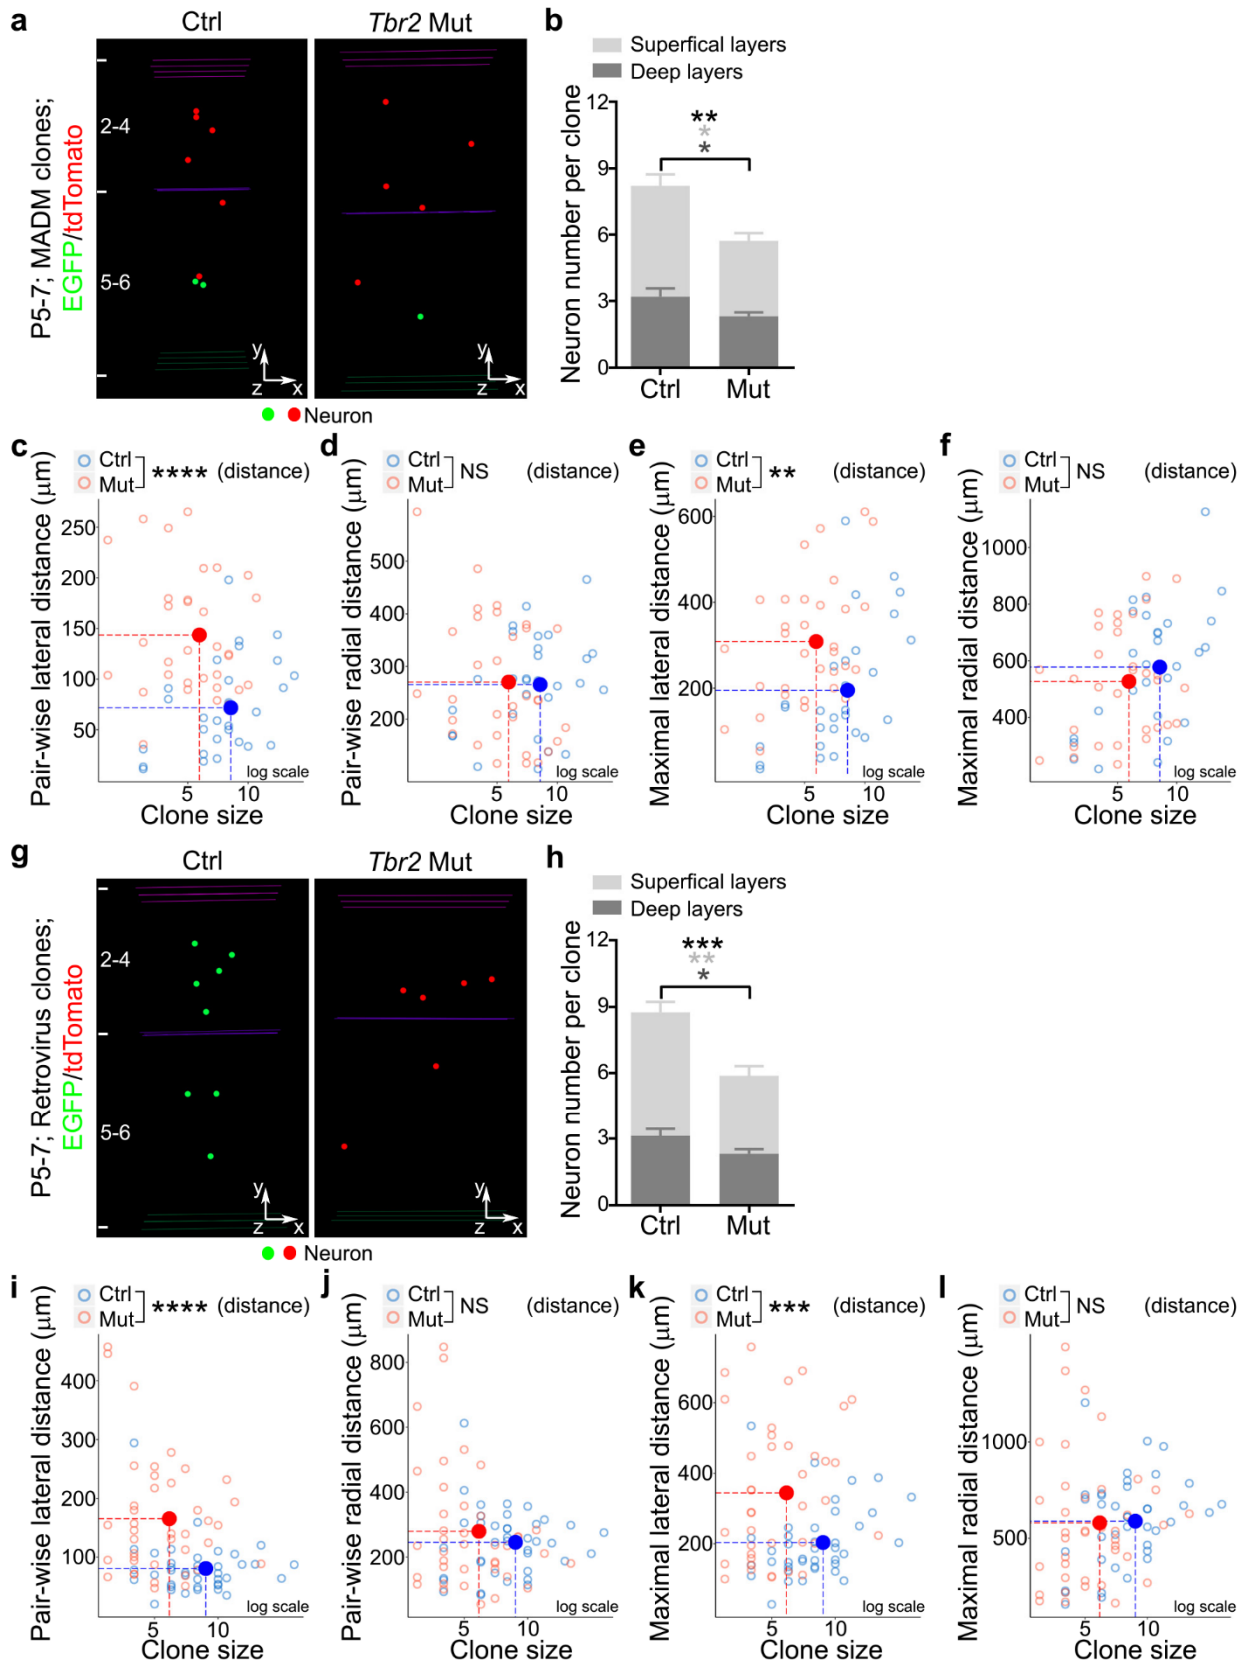 a
Ctrl
Tbr2 Mut
P5-7; MADM clones;
EGFP/tdTomato
2-4
5-6
y
z
x
y
z
x
Neuron
b
Superfical layers
Deep layers
Neuron number per clone
12
9
6
3
0
**
*
*
Ctrl
Mut
c
Ctrl
Mut
**** (distance)
Pair-wise lateral distance (μm)
250
200
150
100
50
5
10
log scale
Clone size
d
Ctrl
Mut
NS (distance)
Pair-wise radial distance (μm)
500
300
200
5
10
log scale
Clone size
e
Ctrl
Mut
** (distance)
Maximal lateral distance (μm)
600
400
200
5
10
log scale
Clone size
f
Ctrl
Mut
NS (distance)
Maximal radial distance (μm)
1000
800
600
400
5
10
log scale
Clone size
g
Ctrl
Tbr2 Mut
P5-7; Retrovirus clones;
EGFP/tdTomato
2-4
5-6
y
z
x
y
z
x
Neuron
h
Superfical layers
Deep layers
Neuron number per clone
12
9
6
3
0
***
**
*
Ctrl
Mut
i
Ctrl
Mut
**** (distance)
Pair-wise lateral distance (μm)
400
300
200
100
5
10
log scale
Clone size
j
Ctrl
Mut
NS (distance)
Pair-wise radial distance (μm)
800
600
400
200
5
10
log scale
Clone size
k
Ctrl
Mut
*** (distance)
Maximal lateral distance (μm)
600
400
200
5
10
log scale
Clone size
l
Ctrl
Mut
NS (distance)
Maximal radial distance (μm)
1000
500
5
10
log scale
Clone size